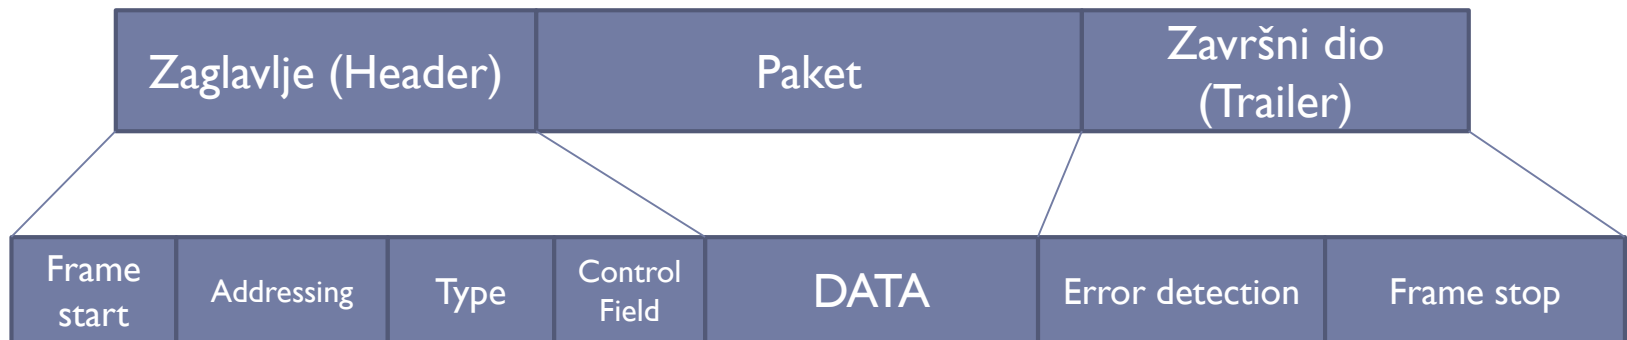 Zaglavlje (Header)
Paket
Završni dio
(Trailer)
Frame
start
Addressing
Type
Control
Field
DATA
Error detection
Frame stop